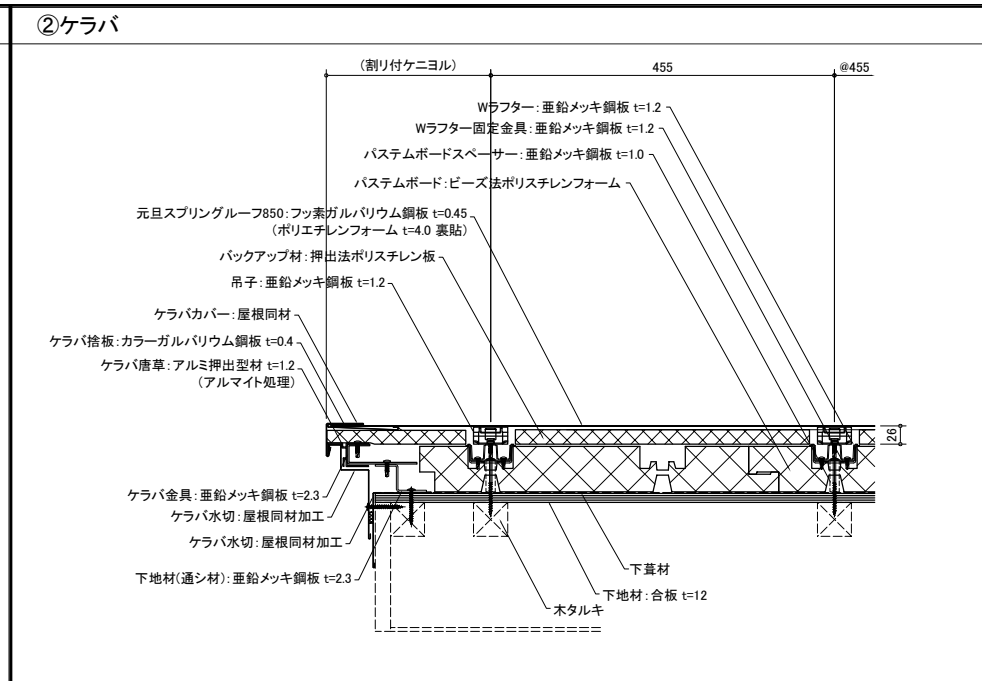 ②ケラバ
(割リ付ケニヨル)
455
@455
Wラフター:亜鉛メッキ鋼板 t=1.2
Wラフター固定金具:亜鉛メッキ鋼板 t=1.2
パステムボードスペーサー:亜鉛メッキ鋼板 t=1.0
パステムボード:ビーズ法ポリスチレンフォーム
元旦スプリングルーフ850:フッ素ガルバリウム鋼板 t=0.45
(ポリエチレンフォーム t=4.0 裏貼)
バックアップ材:押出法ポリスチレン板
吊子:亜鉛メッキ鋼板 t=1.2
ケラバカバー:屋根同材
ケラバ捨板:カラーガルバリウム鋼板 t=0.4
ケラバ唐草:アルミ押出型材 t=1.2
(アルマイト処理)
26
ケラバ金具:亜鉛メッキ鋼板 t=2.3
ケラバ水切:屋根同材加工
ケラバ水切:屋根同材加工
下地材(通シ材):亜鉛メッキ鋼板 t=2.3
下葺材
下地材:合板 t=12
木タルキ